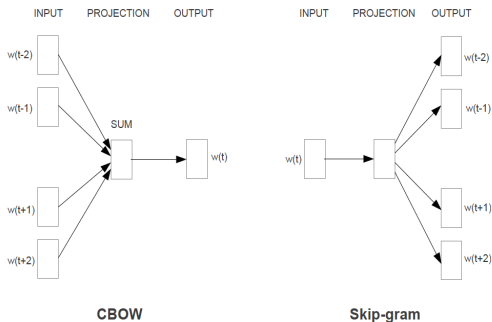 INPUT PROJECTION OUTPUT
w(t-2)
w(t-1)
SUM
w(t)
w(t+1)
w(t+2)
CBOW
INPUT PROJECTION OUTPUT
w(t-2)
w(t-1)
w(t)
w(t+1)
w(t+2)
Skip-gram